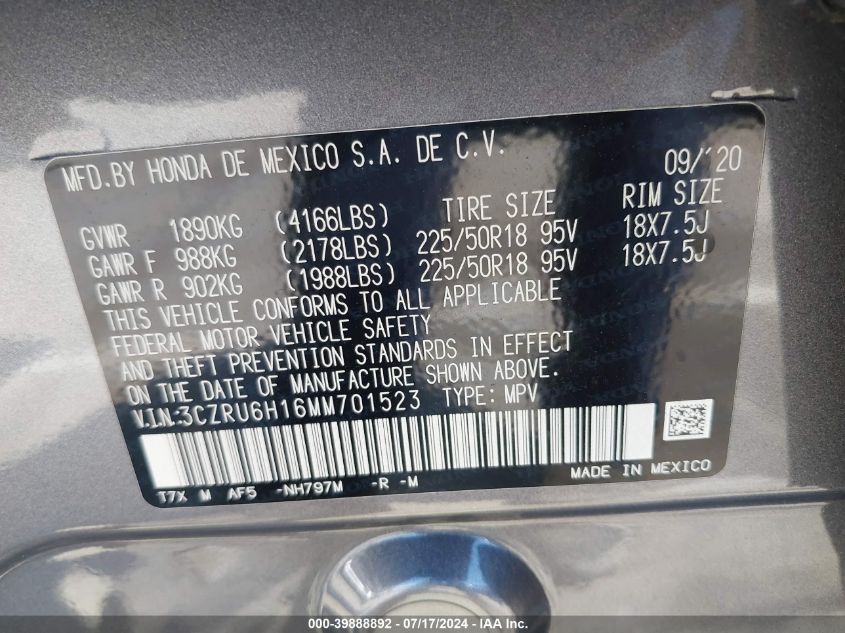 MFD.BY HONDA DE MEXICO S.A. DE C.V. 09/'20
GVWR 1890KG (4166LBS) TIRE SIZE RIM SIZE
GAWR F 988KG (2178LBS) 225/50R18 95V 18X7.5J
GAWR R 902KG (1988LBS) 225/50R18 95V 18X7.5J
THIS VEHICLE CONFORMS TO ALL APPLICABLE
FEDERAL MOTOR VEHICLE SAFETY
AND THEFT PREVENTION STANDARDS IN EFFECT
ON THE DATE OF MANUFACTURE SHOWN ABOVE.
V.I.N:3CZRU6H16MM701523 TYPE: MPV
MADE IN MEXICO
T7X M AF5 -NH797M -R -M
COPY - 39888892 - 07/17/2024 - IAA Inc.